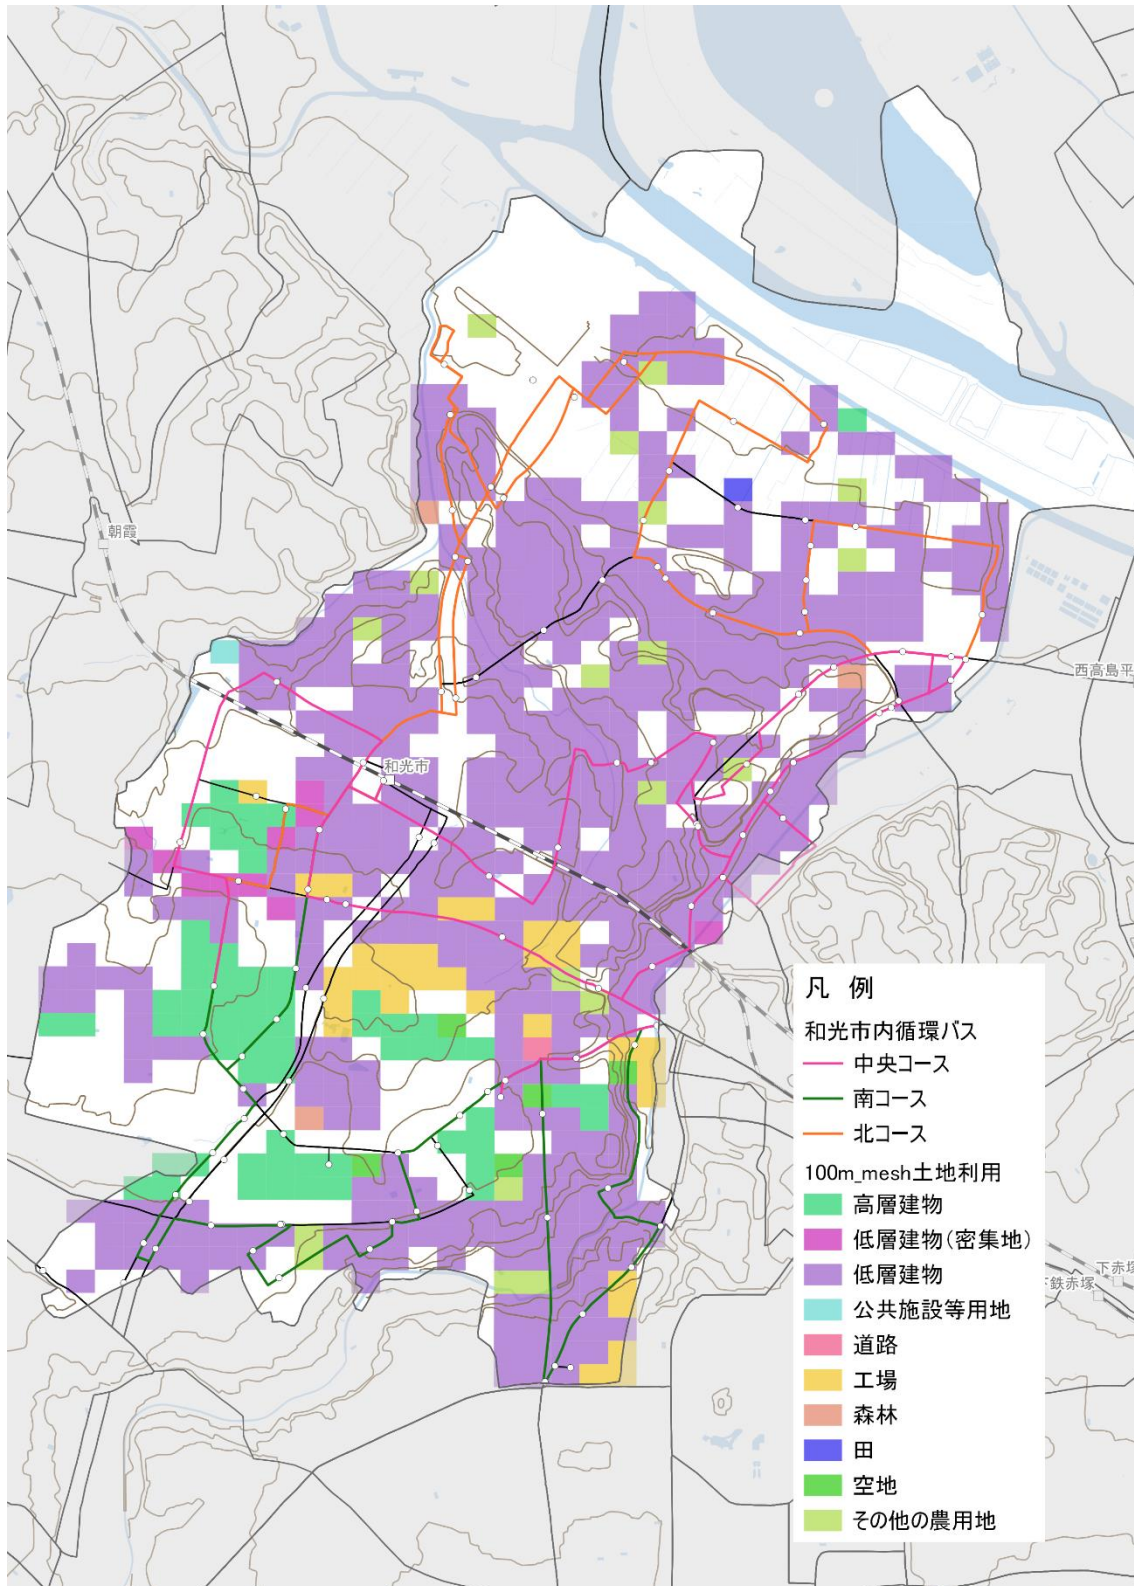 朝霞
西高島平
和光市
凡 例
和光市内循環バス
中央コース
南コース
北コース
100m_mesh土地利用
高層建物
低層建物(密集地)
低層建物
公共施設等用地
道路
工場
森林
田
空地
その他の農用地
下赤塚
下鉄赤塚